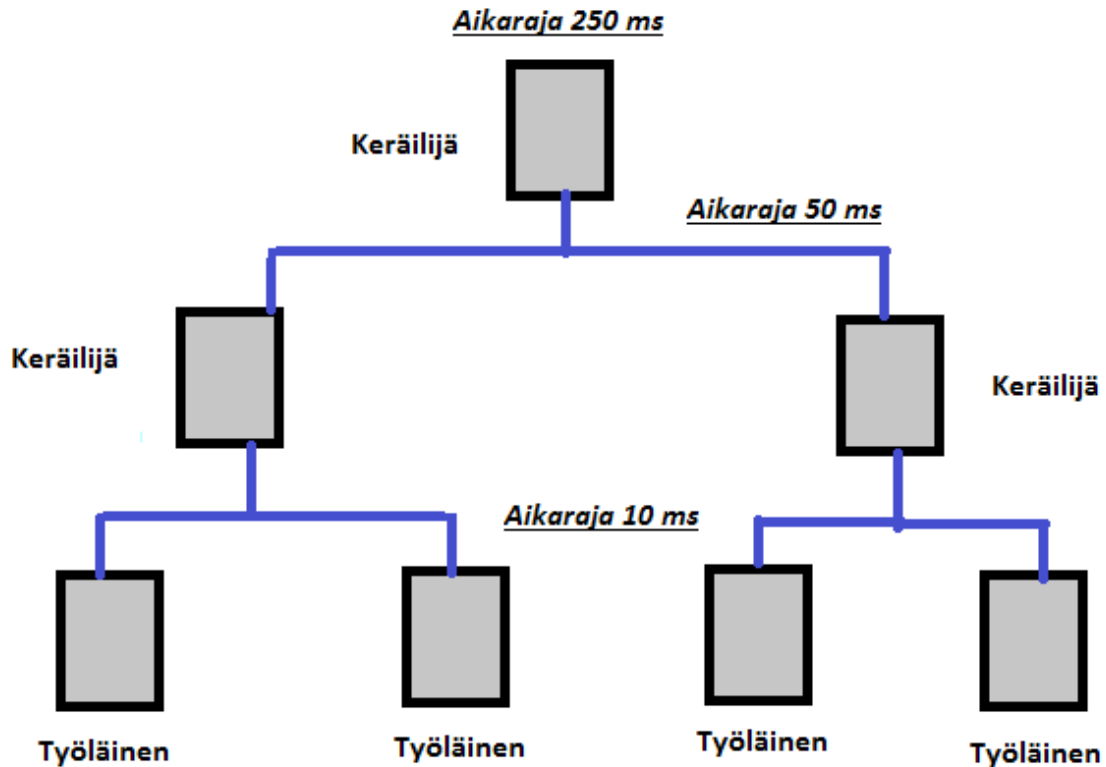 Aikaraja 250 ms
Keräilijä
Aikaraja 50 ms
Keräilijä
Keräilijä
Aikaraja 10 ms
Työläinen
Työläinen
Työläinen
Työläinen